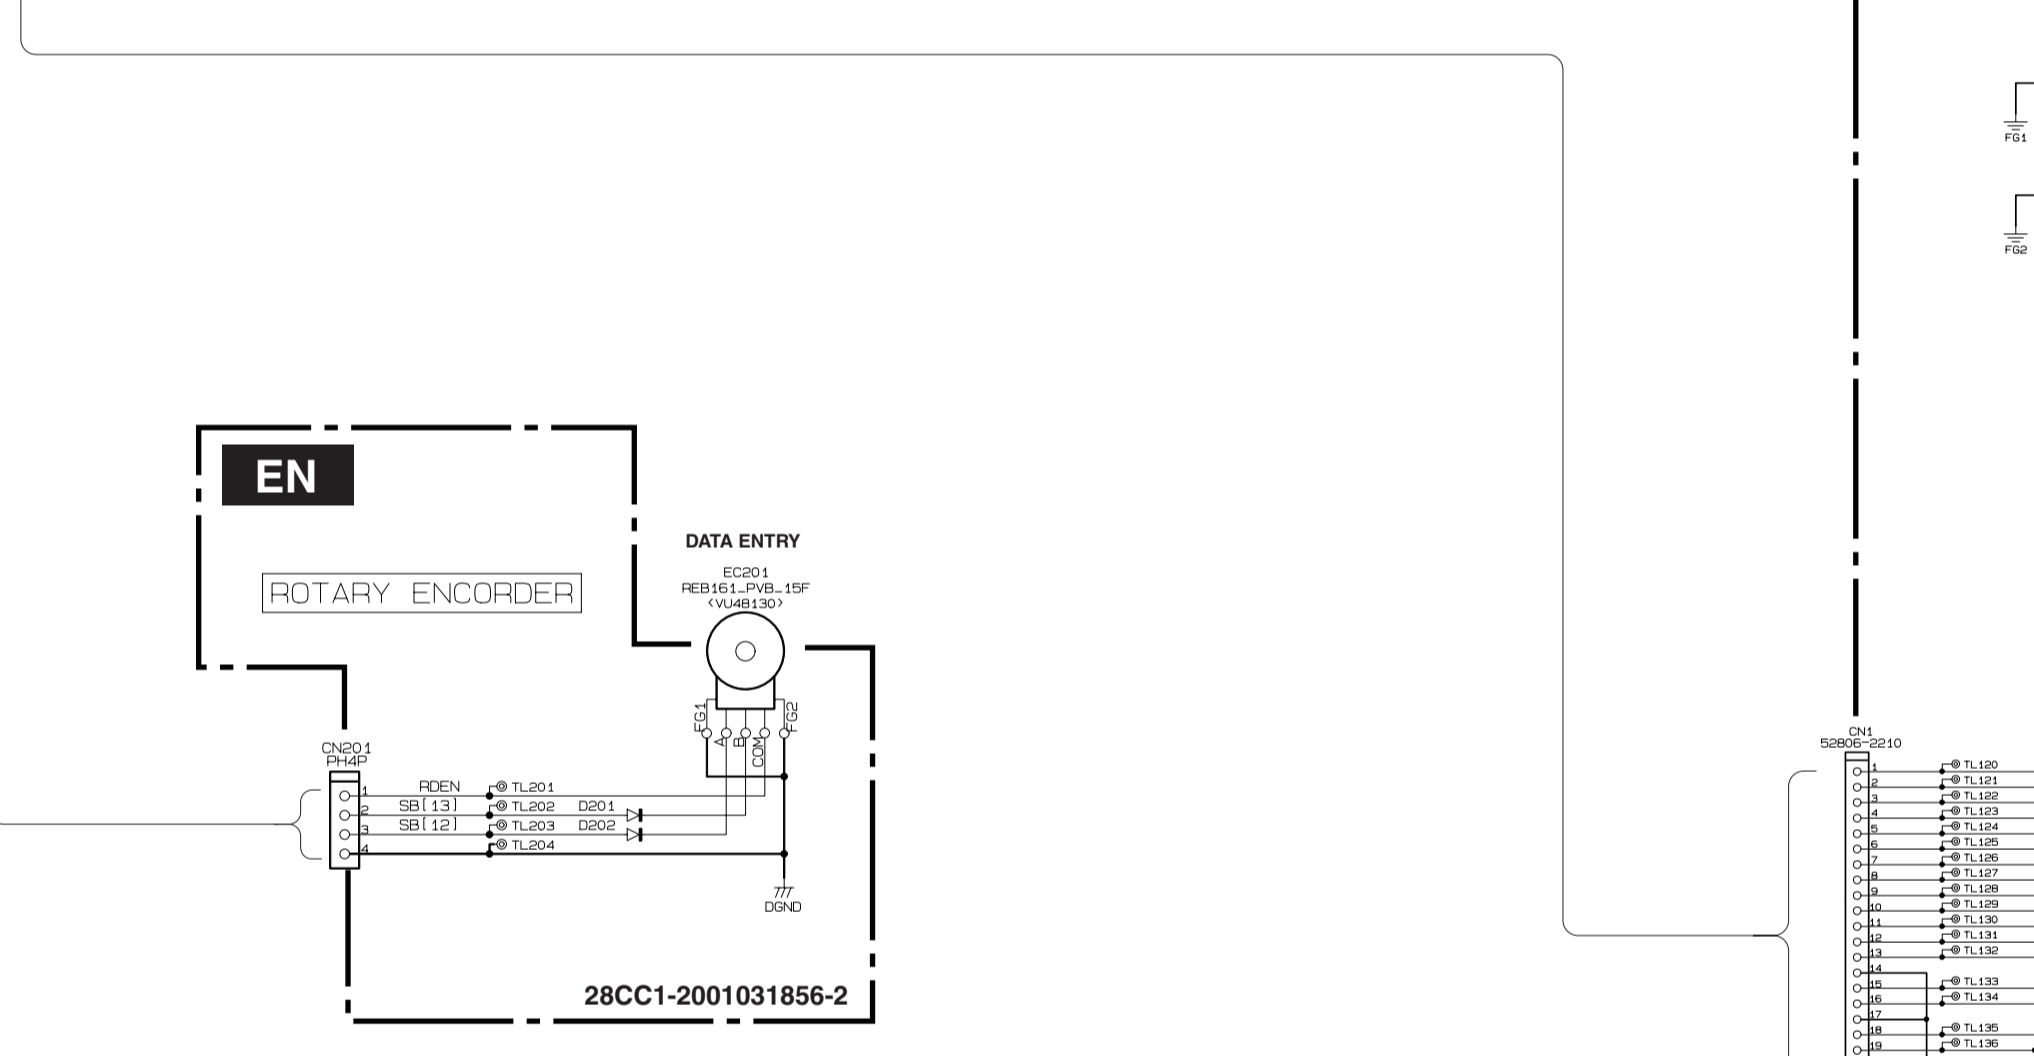 FG1
FG2
EN
ROTARY ENCORDER
DATA ENTRY
EC201
REB161_PVB_15F
<VU48130>
FG1
A
B
COM
FG2
CN201
PH4P
1 RDEN TL201
2 SB[13] TL202 D201
3 SB[12] TL203 D202
4 TL204
DGND
28CC1-2001031856-2
CN1
52806-2210
1 TL120
2 TL121
3 TL122
4 TL123
5 TL124
6 TL125
7 TL126
8 TL127
9 TL128
10 TL129
11 TL130
12 TL131
13 TL132
14
15 TL133
16 TL134
17
18 TL135
19 TL136